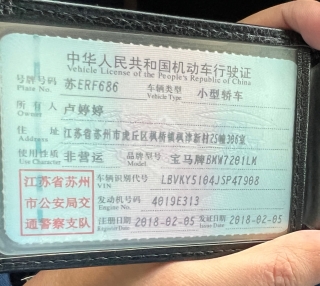 中华人民共和国机动车行驶证
Vehicle License of the People's Republic of China
号牌号码 苏ERF686 车辆类型 小型轿车
Plate No. Vehicle Type
所有人 卢婷婷
Owner
住址 江苏省苏州市虎丘区枫桥镇枫津新村25幢306室
Address
使用性质 非营运 品牌型号 宝马牌BMW7201LM
Use Character Model
江苏省苏州 车辆识别代号 LBVKY5104JSP47908
VIN
市公安局交 发动机号码 4019E313
Engine No.
通警察支队 注册日期 2018-02-05 发证日期 2018-02-05
Register Date Issue Date